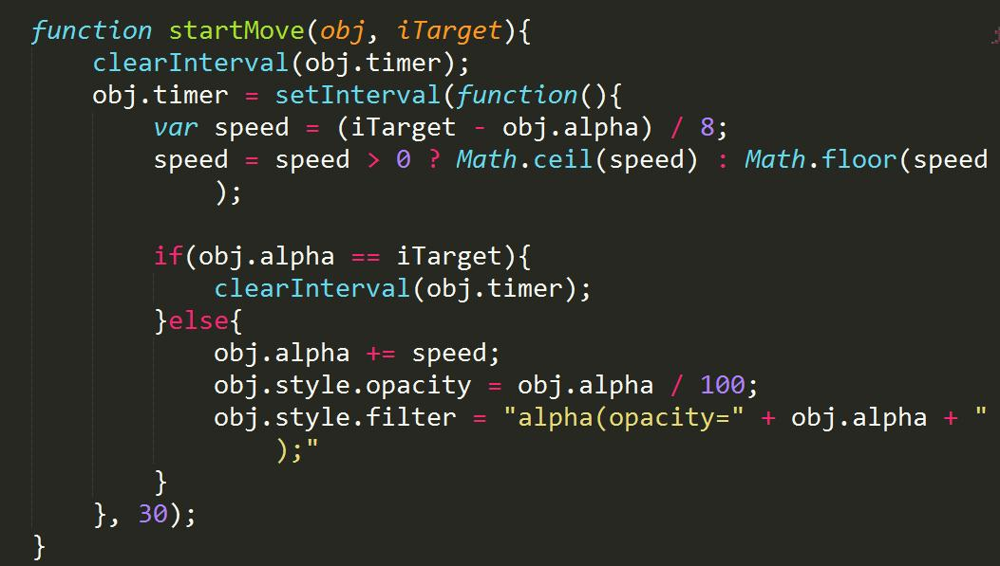 function startMove(obj, iTarget){
    clearInterval(obj.timer);
    obj.timer = setInterval(function(){
        var speed = (iTarget - obj.alpha) / 8;
        speed = speed > 0 ? Math.ceil(speed) : Math.floor(speed
            );

        if(obj.alpha == iTarget){
            clearInterval(obj.timer);
        }else{
            obj.alpha += speed;
            obj.style.opacity = obj.alpha / 100;
            obj.style.filter = "alpha(opacity=" + obj.alpha + "
                );"
        }
    }, 30);
}